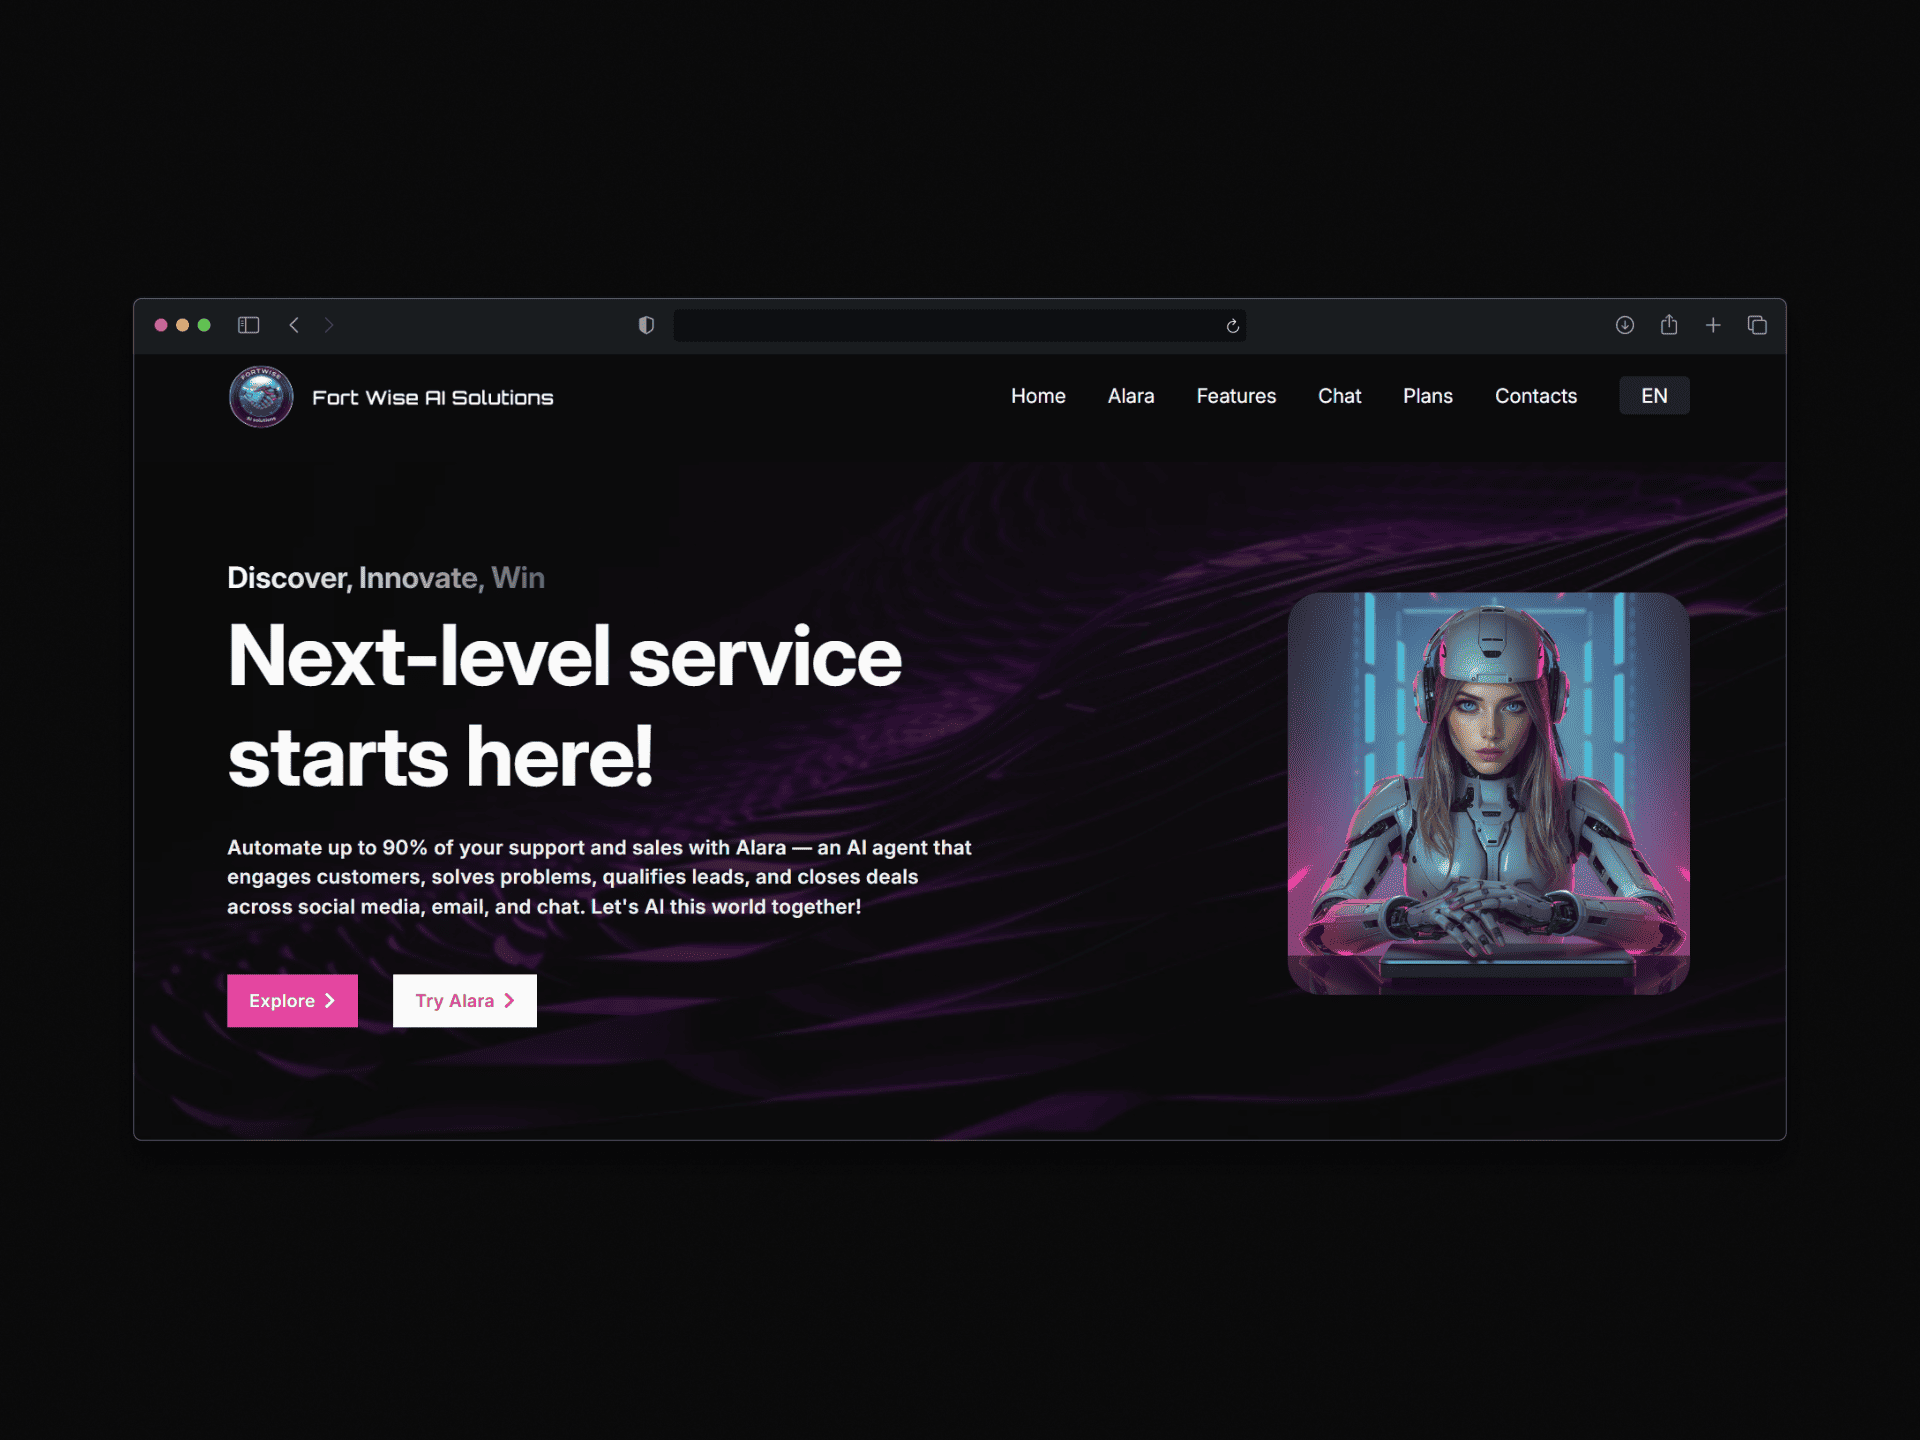 FORTWISE
AI solutions
Fort Wise AI Solutions
Home Alara Features Chat Plans Contacts EN
Discover, Innovate, Win
Next-level service
starts here!
Automate up to 90% of your support and sales with Alara — an AI agent that
engages customers, solves problems, qualifies leads, and closes deals
across social media, email, and chat. Let's AI this world together!
Explore Try Alara